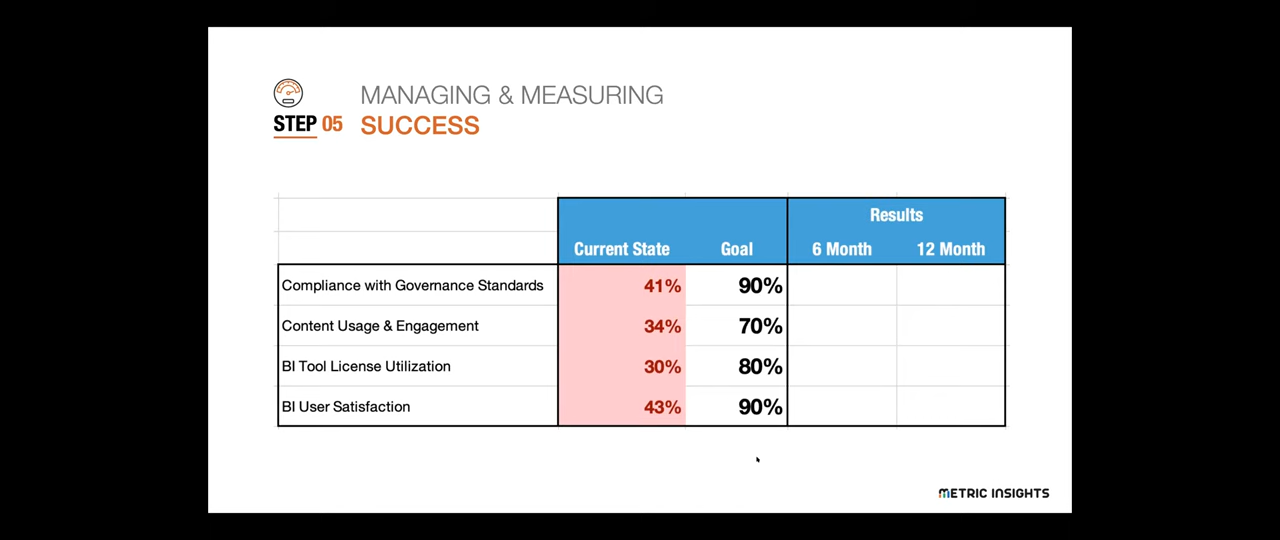 MANAGING & MEASURING
STEP 05 SUCCESS
Results
Current State Goal 6 Month 12 Month
Compliance with Governance Standards 41% 90%
Content Usage & Engagement 34% 70%
BI Tool License Utilization 30% 80%
BI User Satisfaction 43% 90%
METRIC INSIGHTS